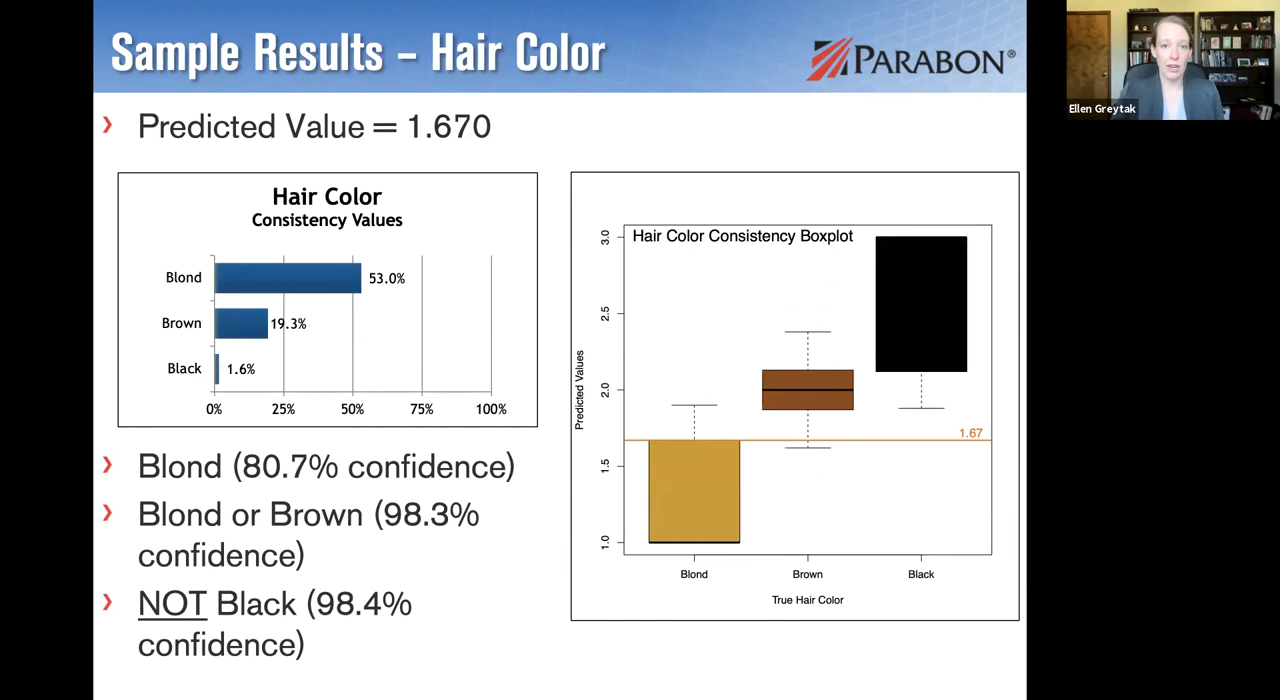 Sample Results – Hair Color
PARABON®
Ellen Greytak
› Predicted Value = 1.670
Hair Color
Consistency Values
Blond 53.0%
Brown 19.3%
Black 1.6%
0% 25% 50% 75% 100%
Hair Color Consistency Boxplot
3.0
2.5
2.0
1.5
1.0
Predicted Values
1.67
Blond Brown Black
True Hair Color
› Blond (80.7% confidence)
› Blond or Brown (98.3%
confidence)
› NOT Black (98.4%
confidence)